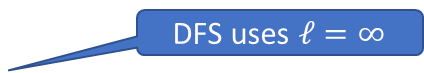 DFS uses ℓ = ∞